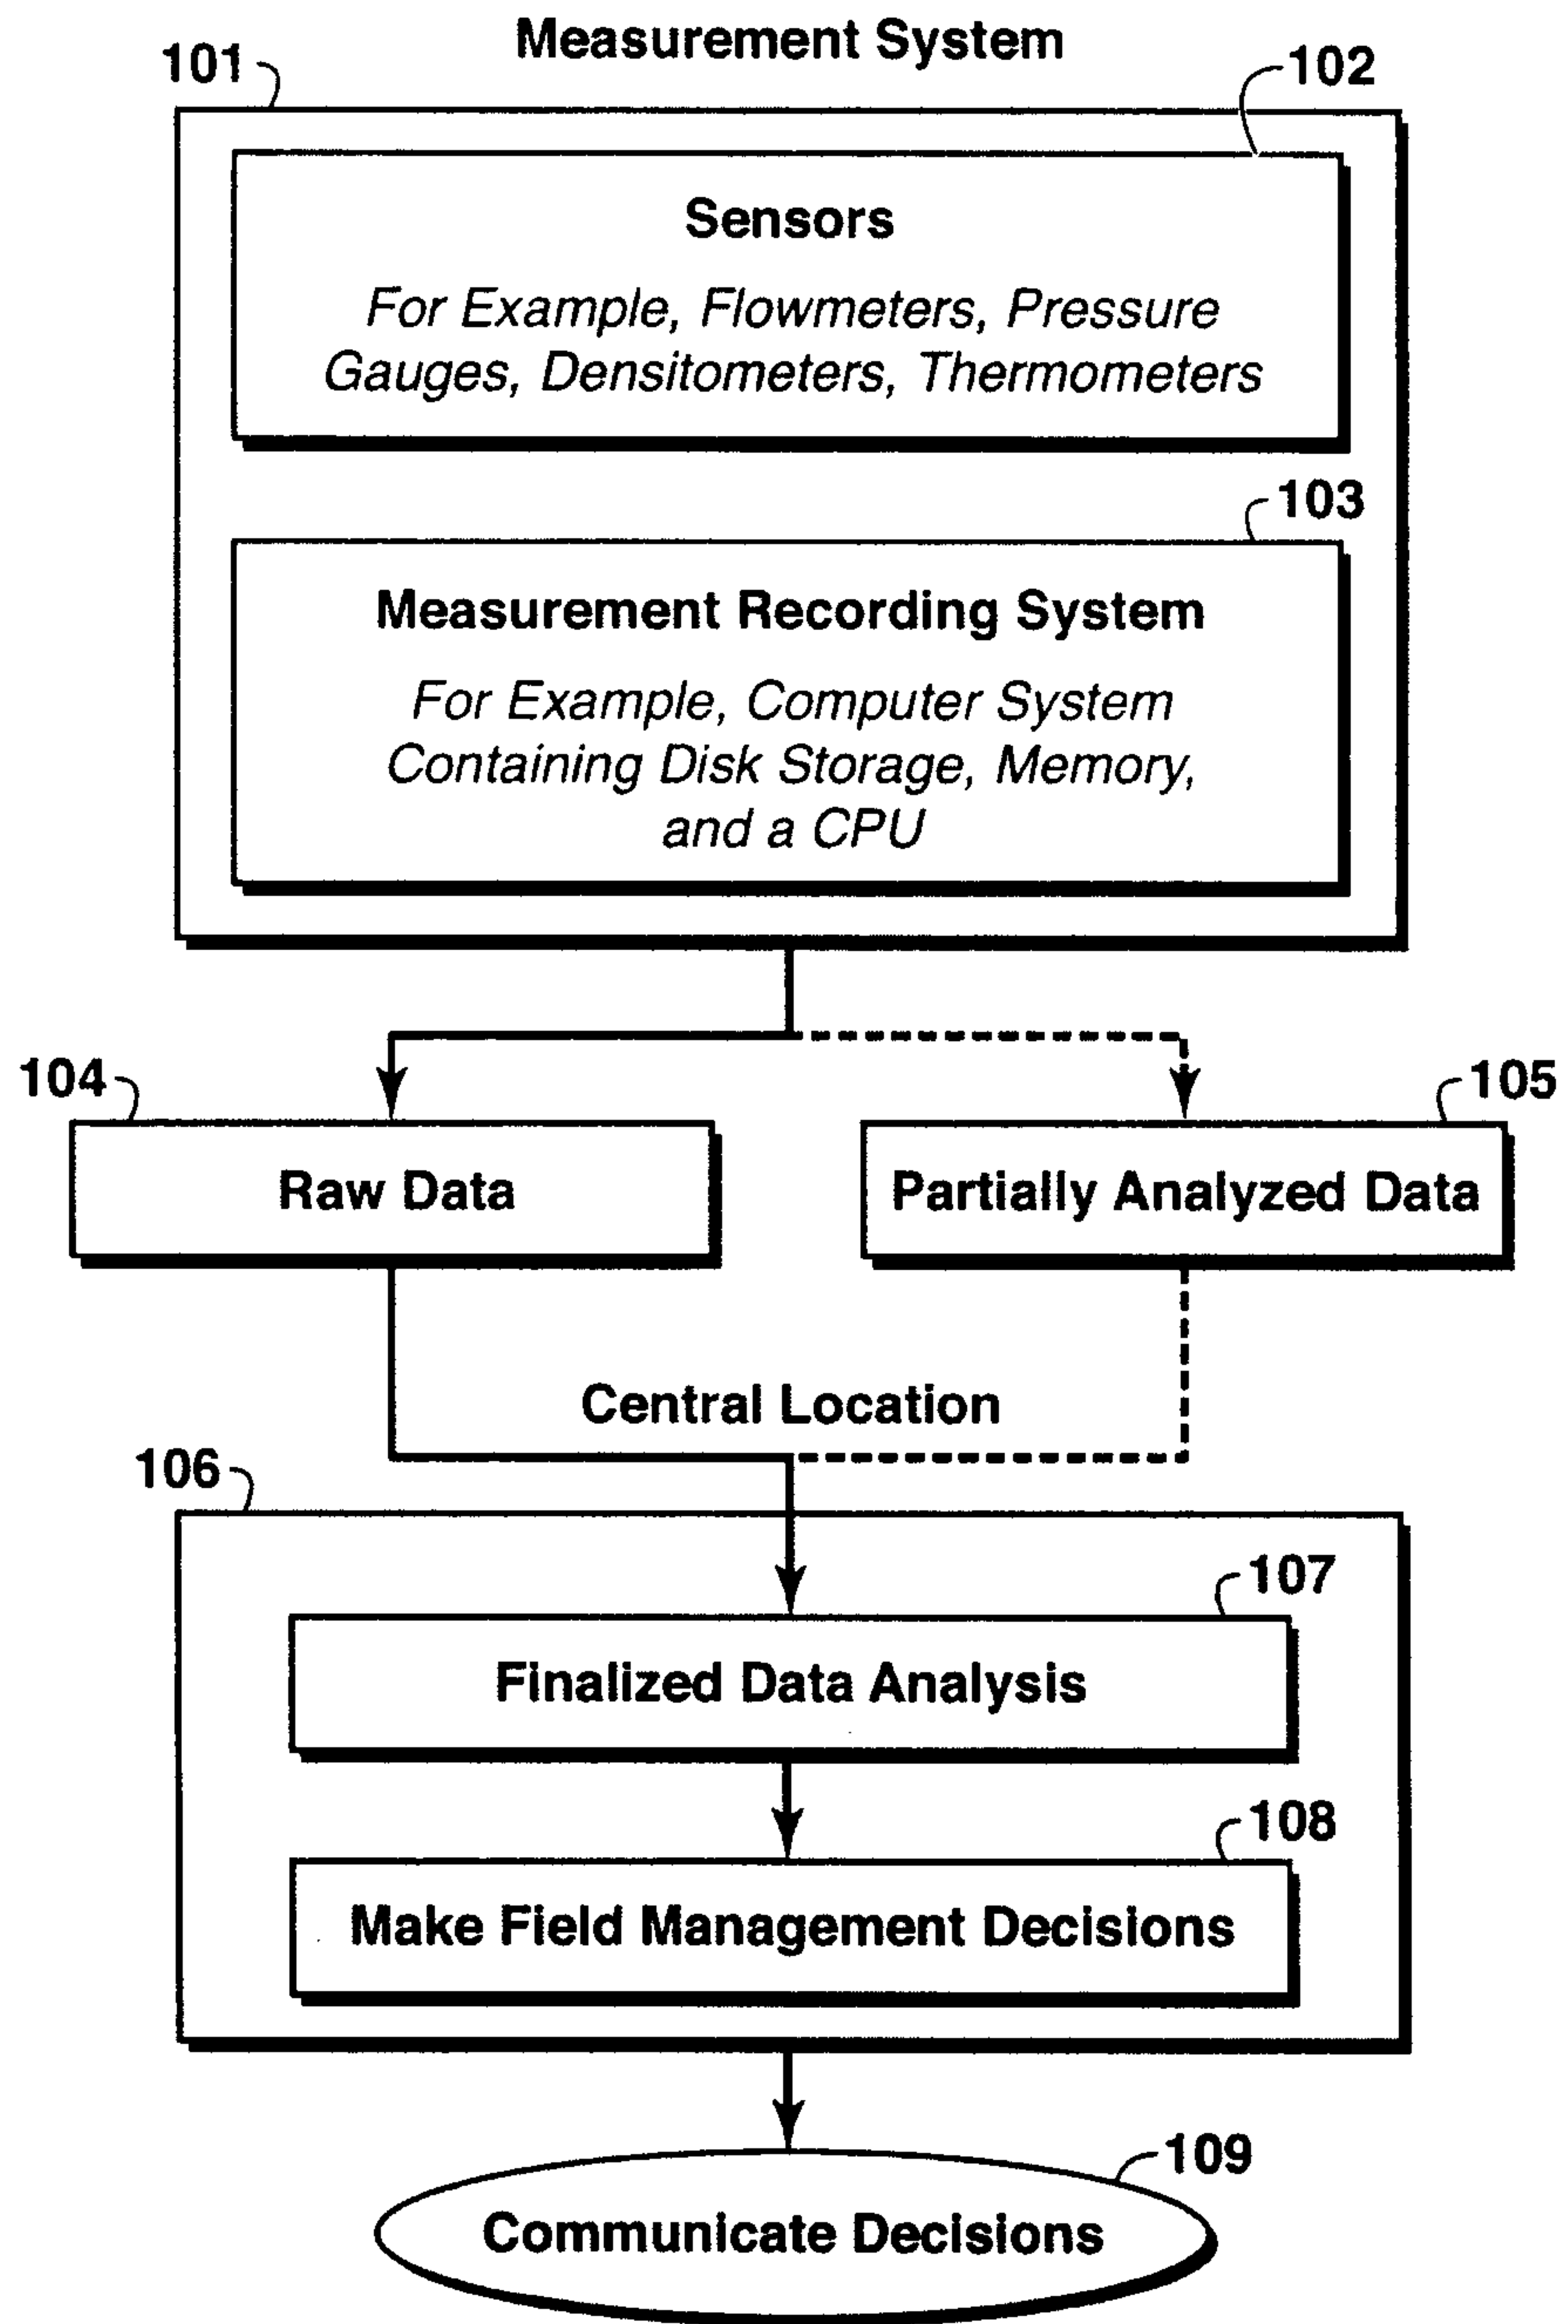 Measurement System
101
102
Sensors
For Example, Flowmeters, Pressure
Gauges, Densitometers, Thermometers
103
Measurement Recording System
For Example, Computer System
Containing Disk Storage, Memory,
and a CPU
104
105
Raw Data
Partially Analyzed Data
Central Location
106
107
Finalized Data Analysis
108
Make Field Management Decisions
109
Communicate Decisions